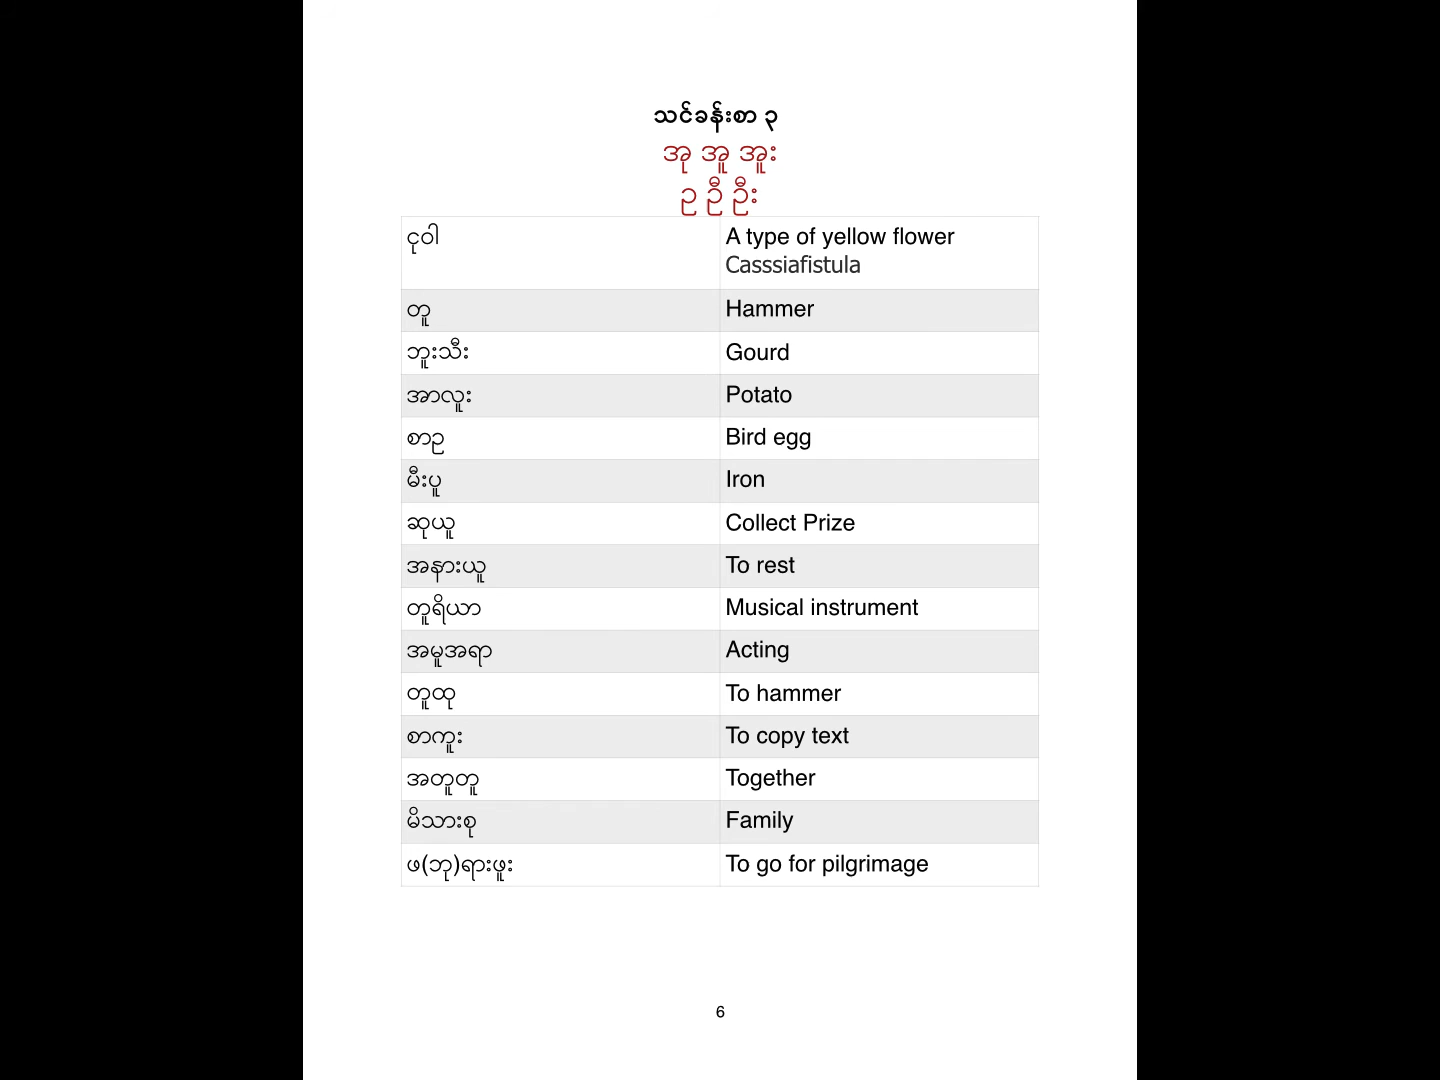 သင်ခန်းစာ ၃
အု အူ အူး
ဥ ဦ ဦး
ငုဝါ A type of yellow flower
Casssiafistula
တူ Hammer
ဘူးသီး Gourd
အာလူး Potato
စာဥ Bird egg
မီးပူ Iron
ဆုယူ Collect Prize
အနားယူ To rest
တူရိယာ Musical instrument
အမူအရာ Acting
တူထု To hammer
စာကူး To copy text
အတူတူ Together
မိသားစု Family
ဖ(ဘု)ရားဖူး To go for pilgrimage
6